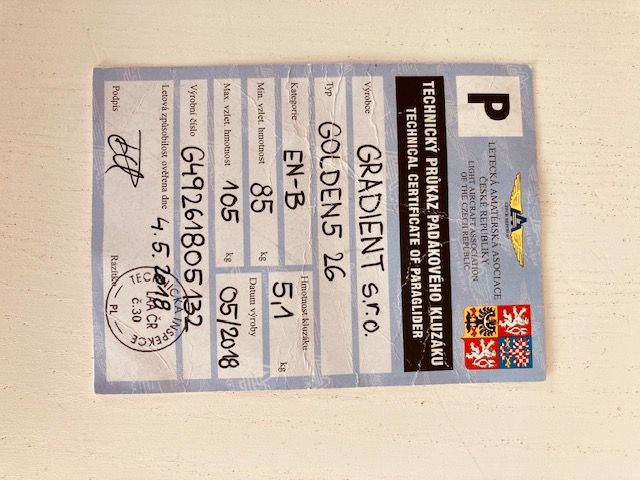 P
LETECKÁ AMATÉRSKÁ ASOCIACE
ČESKÉ REPUBLIKY
LIGHT AIRCRAFT ASSOCIATION
OF THE CZECH REPUBLIC
TECHNICKÝ PRŮKAZ PADÁKOVÉHO KLUZÁKU
TECHNICAL CERTIFICATE OF PARAGLIDER
Výrobce
GRADIENT s.r.o.
Typ
GOLDEN5 26
Kategorie
EN-B
Hmotnost kluzáku
5,1 kg
Min. vzlet. hmotnost
85 kg
Datum výroby
05/2018
Max. vzlet. hmotnost
105 kg
Výrobní číslo
G49261805132
Letová způsobilost ověřena dne
4.5.2018
Podpis
Razítko
TECHNICKÁ INSPEKCE
LAA ČR
č.30
PL